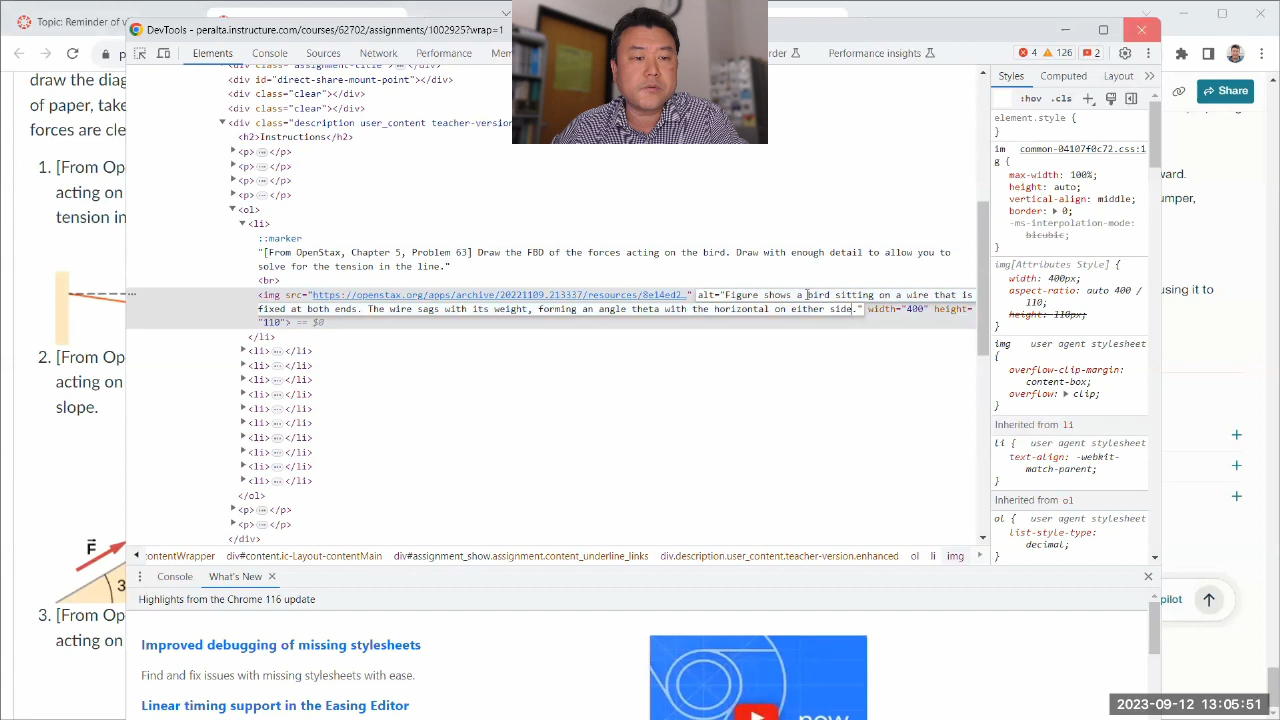 Topic: Reminder of
DevTools - peralta.instructure.com/courses/62702/assignments/
?wrap=1
Elements
Console
Sources
Network
Performance
Performance insights
4
126
2
Share
<div id="direct-share-mount-point"></div>
<div class="clear"></div>
<div class="clear"></div>
<div class="description user_content teacher-version
<h2>Instructions</h2>
<p>…</p>
<p>…</p>
<p>…</p>
<p>…</p>
<ol>
<li>
::marker
"[From OpenStax, Chapter 5, Problem 63] Draw the FBD of the forces acting on the bird. Draw with enough detail to allow you to
solve for the tension in the line."
<br>
<img src="https://openstax.org/apps/archive/20221109.213337/resources/8e14ed2…" alt="Figure shows a bird sitting on a wire that is
fixed at both ends. The wire sags with its weight, forming an angle theta with the horizontal on either side." width="400" height=
"110"> == $0
</li>
<li>…</li>
<li>…</li>
<li>…</li>
<li>…</li>
<li>…</li>
<li>…</li>
<li>…</li>
<li>…</li>
<li>…</li>
<li>…</li>
</ol>
<p>…</p>
<p>…</p>
</div>
contentWrapper div#content.ic-Layout-contentMain div#assignment_show.assignment.content_underline_links div.description.user_content.teacher-version.enhanced ol li img
Console
What's New
Highlights from the Chrome 116 update
Improved debugging of missing stylesheets
Find and fix issues with missing stylesheets with ease.
Linear timing support in the Easing Editor
new
Styles
Computed
Layout
:hov .cls
element.style {
}
im common-04107f0c72.css:1
g {
max-width: 100%;
height: auto;
vertical-align: middle;
border: 0;
-ms-interpolation-mode:
bicubic;
}
img[Attributes Style] {
width: 400px;
aspect-ratio: auto 400 /
110;
height: 110px;
}
img user agent stylesheet
{
overflow-clip-margin:
content-box;
overflow: clip;
}
Inherited from li
li { user agent stylesheet
text-align: -webkit-
match-parent;
}
Inherited from ol
ol { user agent stylesheet
list-style-type:
decimal;
}
draw the diag
of paper, take
forces are cle
1. [From Op
acting on
tension in
2. [From Op
acting on
slope.
F
3
3. [From Op
acting on
ward.
umper,
using it to
pilot
2023-09-12 13:05:51